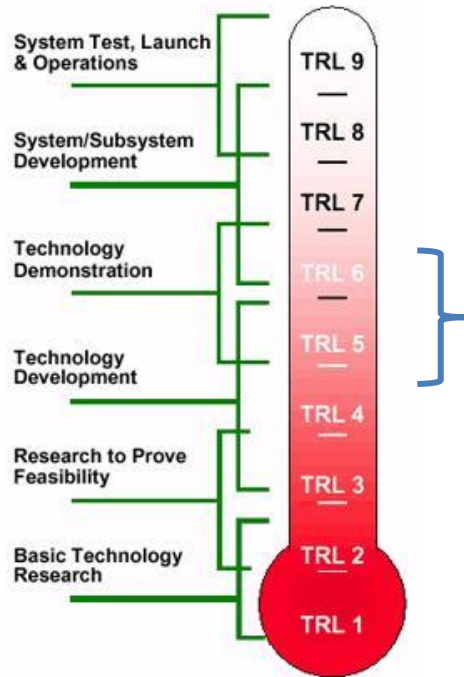 System Test, Launch
& Operations
System/Subsystem
Development
Technology
Demonstration
Technology
Development
Research to Prove
Feasibility
Basic Technology
Research
TRL 9
TRL 8
TRL 7
TRL 6
TRL 5
TRL 4
TRL 3
TRL 2
TRL 1